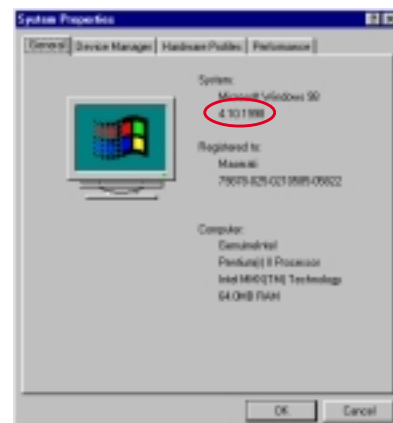 System Properties
General Device Manager Hardware Profiles Performance
System:
Microsoft Windows 98
4.10.1998
Registered to:
Computer:
GenuineIntel
Pentium(r) II Processor
Intel MMX(TM) Technology
64.0MB RAM
OK Cancel